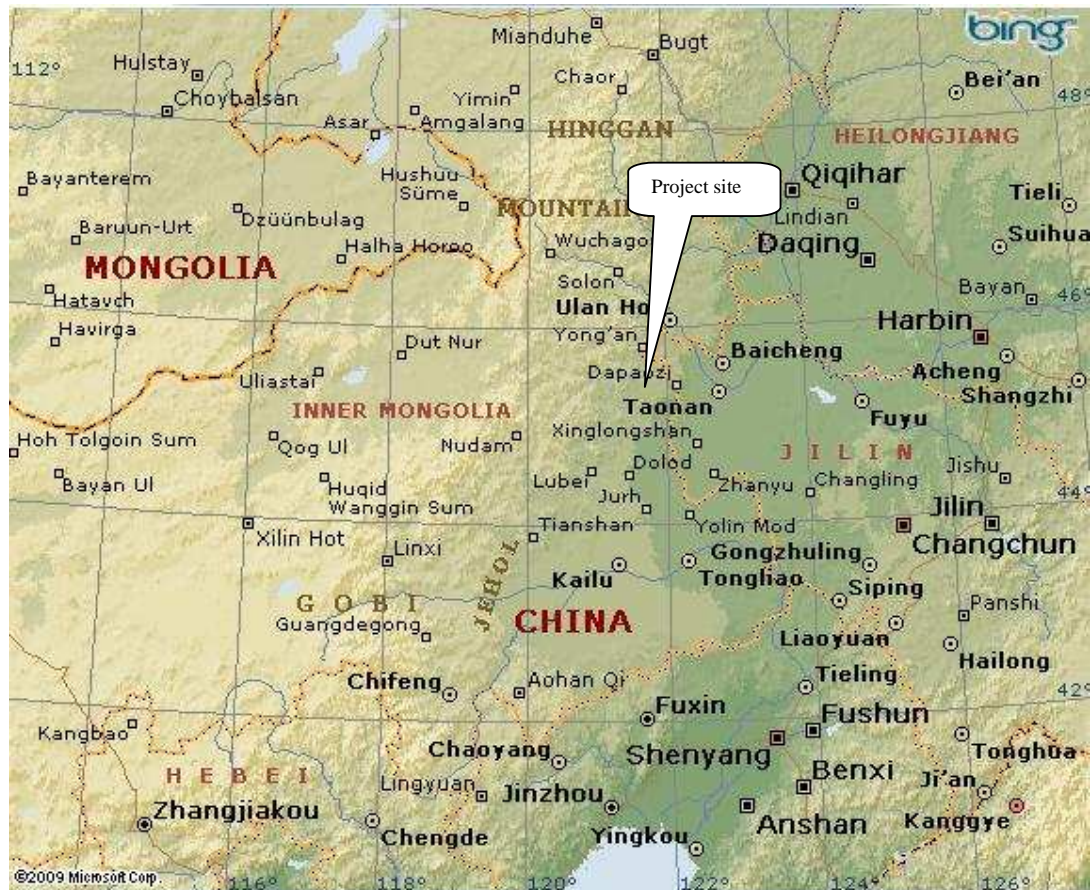 bing
Mianduhe
Bugt
112°
Hulstay
Chaor
Bei'an
Choybalsan
Yimin
48°
Asar
Amgalang
HINGGAN
HEILONGJIANG
Project site
Qiqihar
Bayanterem
Hushuu
Süme
Tieli
Dzüünbulag
MOUNTAI
Lindian
Baruun-Urt
Halha Horoo
Wuchago
Daqing
Suihua
MONGOLIA
Solon
Hatavch
Ulan Ho
Bayan
46°
Havirga
Yong'an
Harbin
Dut Nur
Baicheng
Uliastai
Dapaozi
Acheng
Shangzhi
INNER MONGOLIA
Taonan
Fuyu
Hoh Tolgoin Sum
Qog Ul
Nudam
Xinglongshan
JILIN
Bayan Ul
Huqid
Wanggin Sum
Lubei
Dolod
Zhanyu
Changling
Jishu
Jurh
44°
Xilin Hot
Tianshan
Yolin Mod
Jilin
Linxi
JEHOL
Gongzhuling
Changchun
Kailu
Tongliao
Siping
GOBI
CHINA
Panshi
Guangdegong
Liaoyuan
Hailong
Chifeng
Aohan Qi
Tieling
42°
Kangbao
Fuxin
Fushun
Chaoyang
Shenyang
Tonghua
HEBEI
Lingyuan
Jinzhou
Benxi
Ji'an
Zhangjiakou
Chengde
Yingkou
Anshan
Kanggye
©2009 Microsoft Corp.
116°
118°
120°
122°
124°
126°